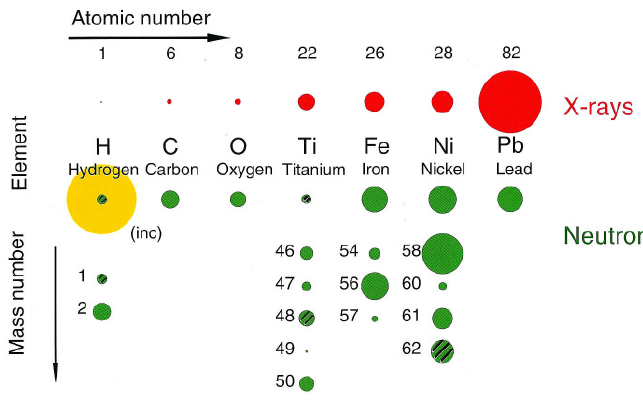 Atomic number
1 6 8 22 26 28 82
X-rays
H C O Ti Fe Ni Pb
Hydrogen Carbon Oxygen Titanium Iron Nickel Lead
Element
(inc)
Neutron
Mass number
46 54 58
1 47 56 60
2 48 57 61
49 62
50